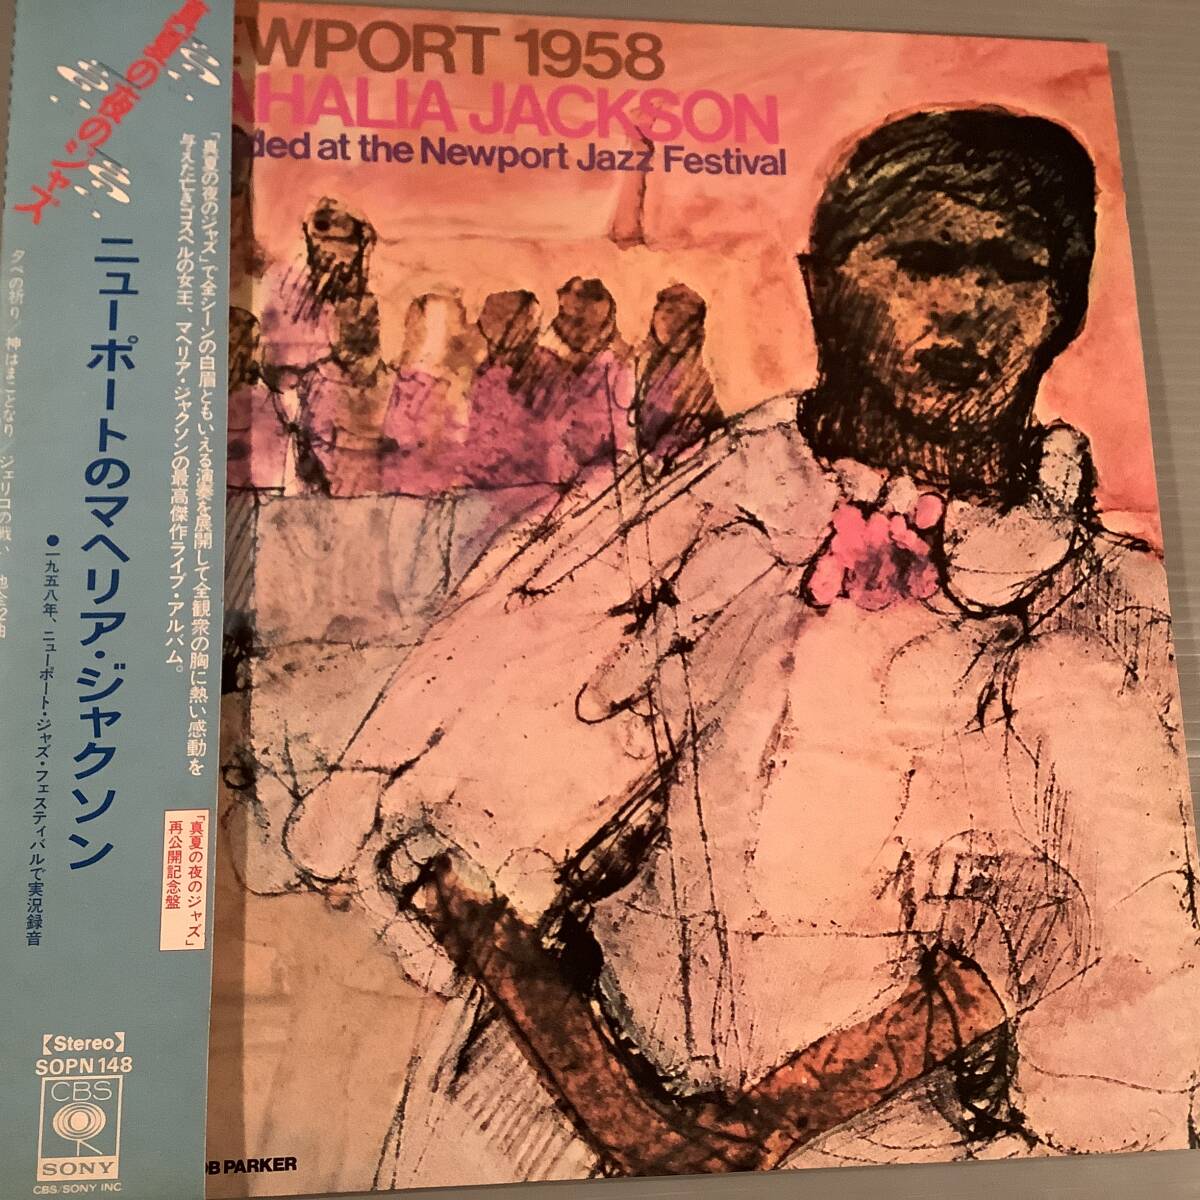 WPORT 1958
AHALIA JACKSON
ded at the Newport Jazz Festival
真夏の夜のジャズ
「真夏の夜のジャズ」で全シーンの白眉ともいえる演奏を展開して全観衆の胸に熱い感動を
与えた亡きゴスペルの女王、マヘリア・ジャクソンの最高傑作ライブ・アルバム。
ニューポートのマヘリア・ジャクソン
●一九五八年、ニューポート・ジャズ・フェスティバルで実況録音
夕べの祈り/神はまことなり/ジェリコの戦い
「真夏の夜のジャズ」
再公開記念盤
【Stereo】
SOPN 148
CBS
SONY
CBS/SONY INC
OB PARKER